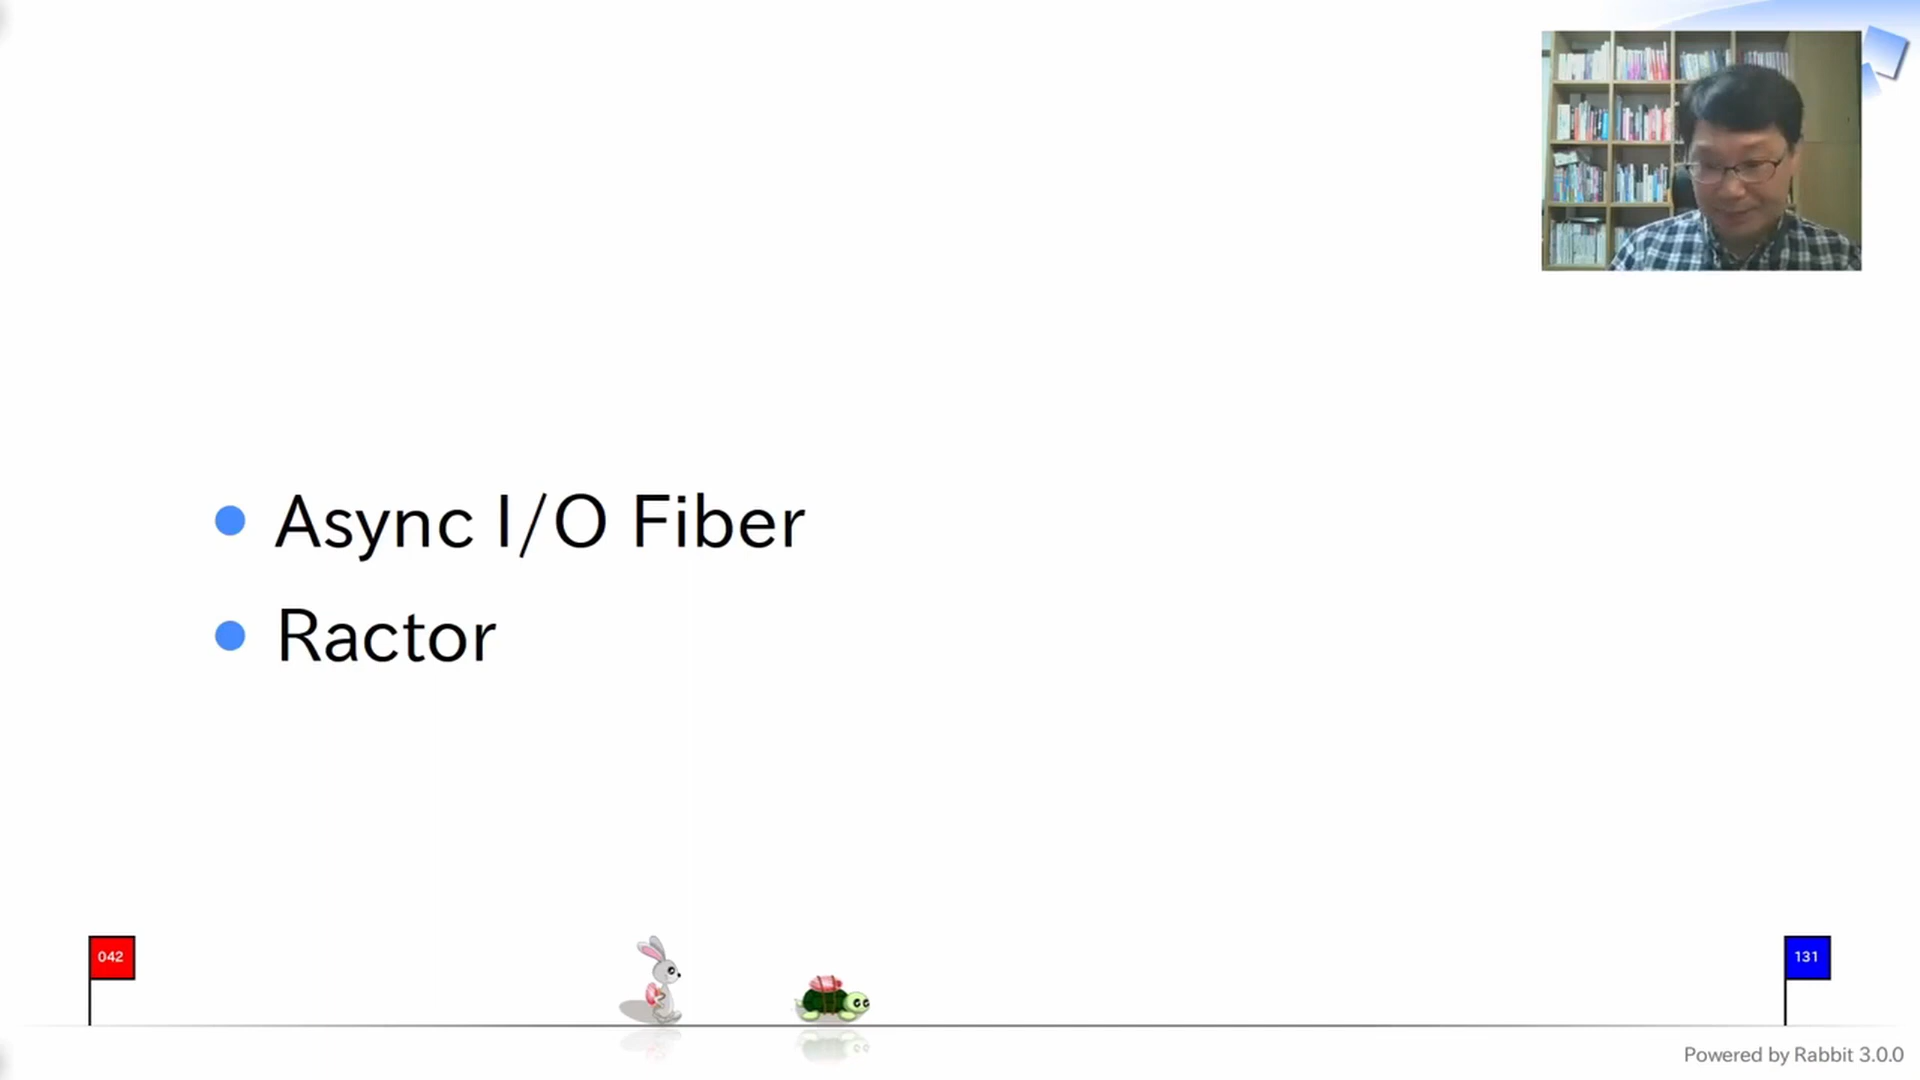 Async I/O Fiber
Ractor
042
131
Powered by Rabbit 3.0.0